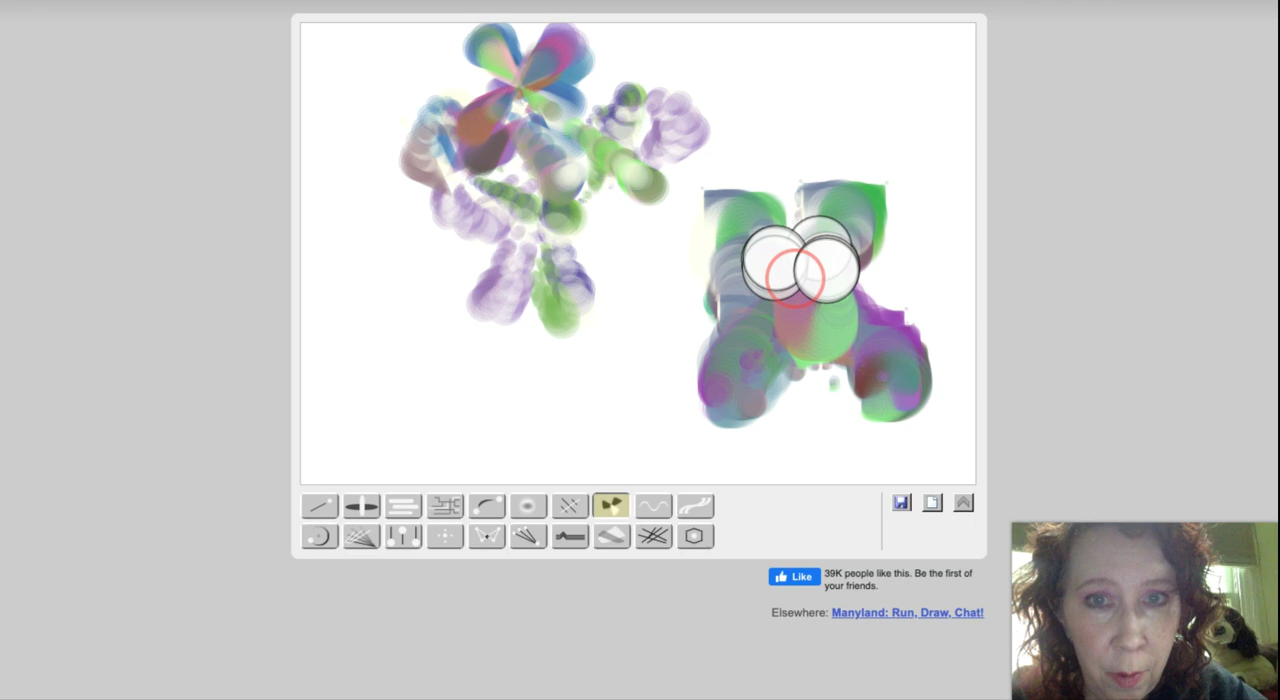 Like
39K people like this. Be the first of
your friends.
Elsewhere: Manyland: Run, Draw, Chat!